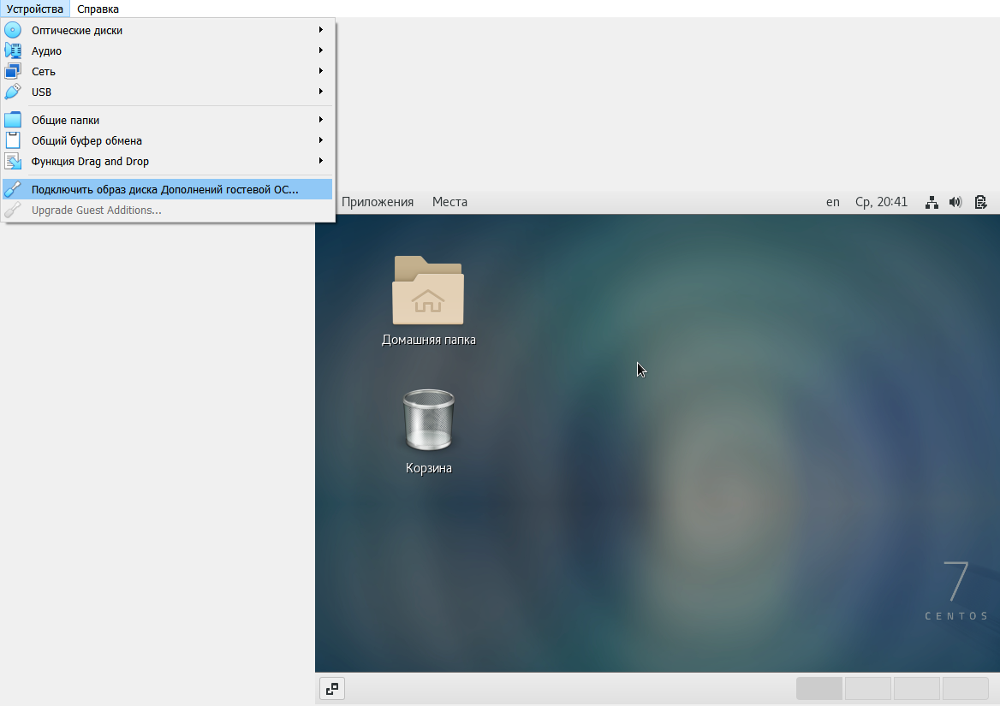 Устройства Справка
Оптические диски
Аудио
Сеть
USB
Общие папки
Общий буфер обмена
Функция Drag and Drop
Подключить образ диска Дополнений гостевой ОС...
Upgrade Guest Additions...
Приложения Места en Ср, 20:41
Домашняя папка
Корзина
7
CENTOS